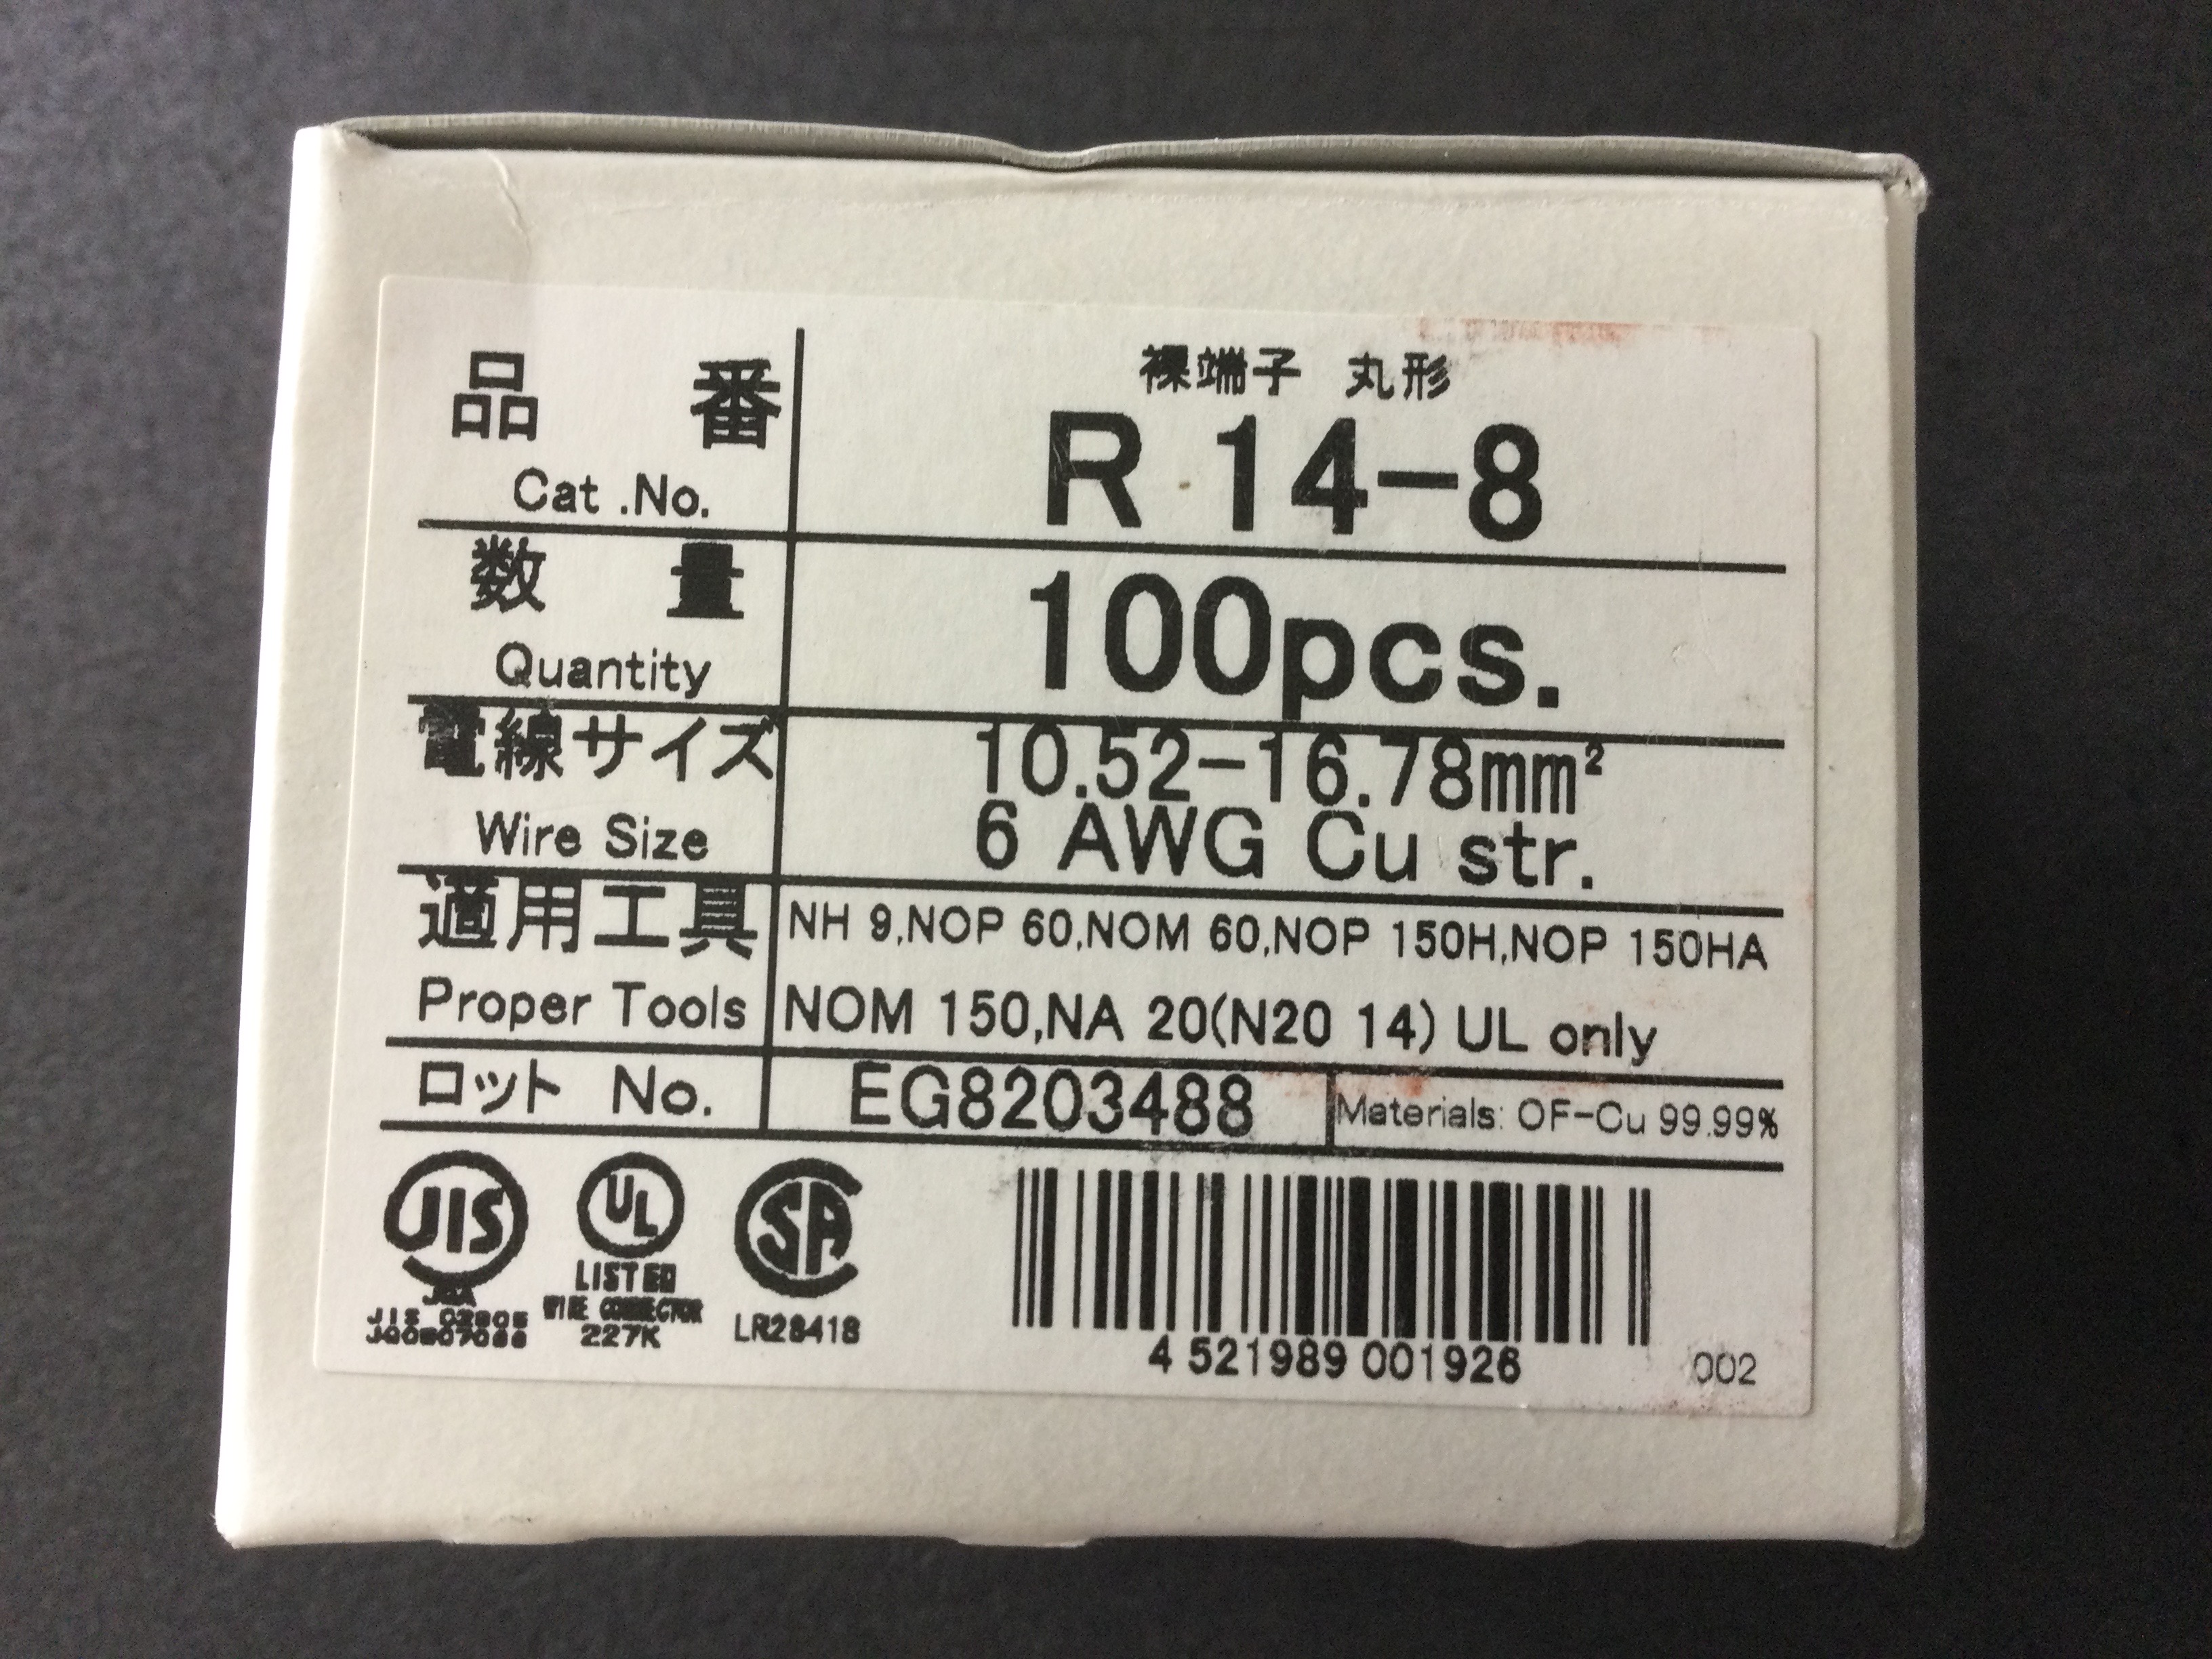 裸端子 丸形
品番 R 14-8
Cat .No.
数量 100pcs.
Quantity
電線サイズ 10.52-16.78mm²
Wire Size 6 AWG Cu str.
適用工具 NH 9,NOP 60,NOM 60,NOP 150H,NOP 150HA
Proper Tools NOM 150,NA 20(N20 14) UL only
ロット No. EG8203488 Materials: OF-Cu 99.99%
JIS UL SA
LISTED
JIS WIRE CONNECTOR
227K LR28418
4 521989 001926 002